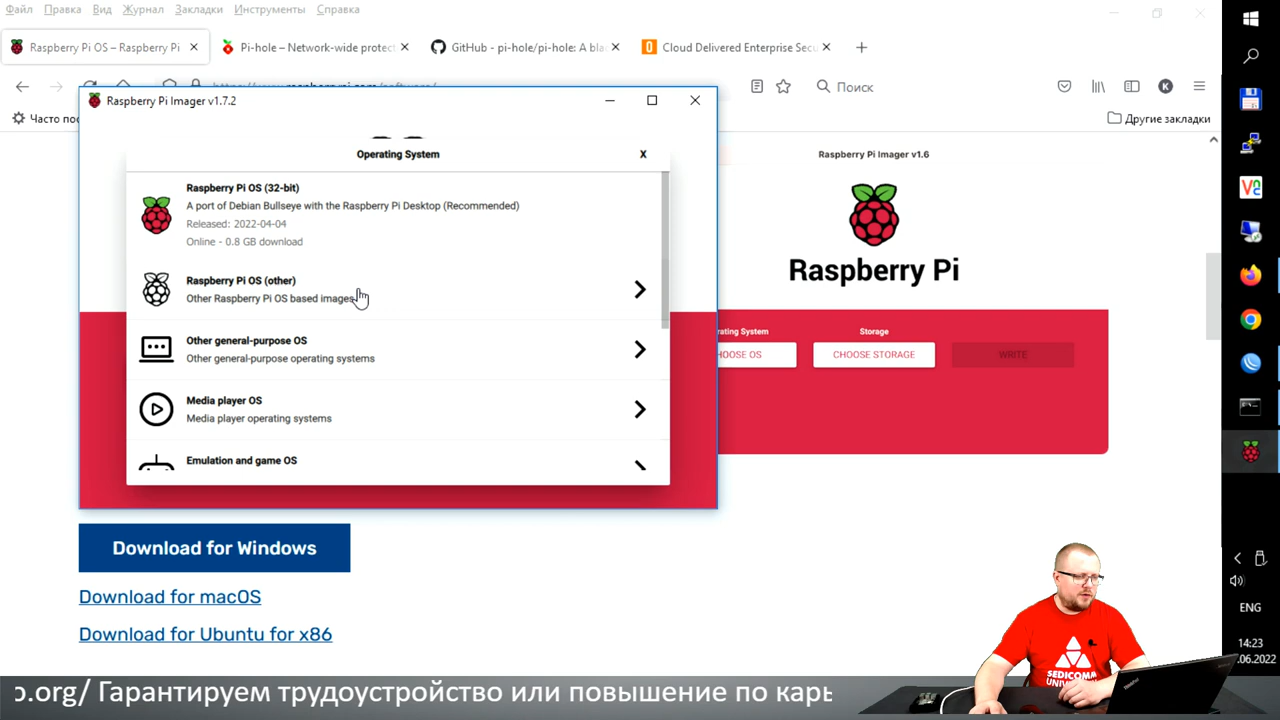 Файл Правка Вид Журнал Закладки Инструменты Справка
Raspberry Pi OS – Raspberry Pi
Pi-hole – Network-wide protect
GitHub - pi-hole/pi-hole: A bla
Cloud Delivered Enterprise Secu
Поиск
Часто пос
Другие закладки
Raspberry Pi Imager v1.7.2
Operating System
X
Raspberry Pi OS (32-bit)
A port of Debian Bullseye with the Raspberry Pi Desktop (Recommended)
Released: 2022-04-04
Online - 0.8 GB download
Raspberry Pi OS (other)
Other Raspberry Pi OS based images
Other general-purpose OS
Other general-purpose operating systems
Media player OS
Media player operating systems
Emulation and game OS
Raspberry Pi Imager v1.6
Raspberry Pi
rating System
Storage
HOOSE OS
CHOOSE STORAGE
WRITE
Download for Windows
Download for macOS
Download for Ubuntu for x86
ENG
14:23
.06.2022
SEDICOMM
ThinkPad
o.org/ Гарантируем трудоустройство или повышение по карь